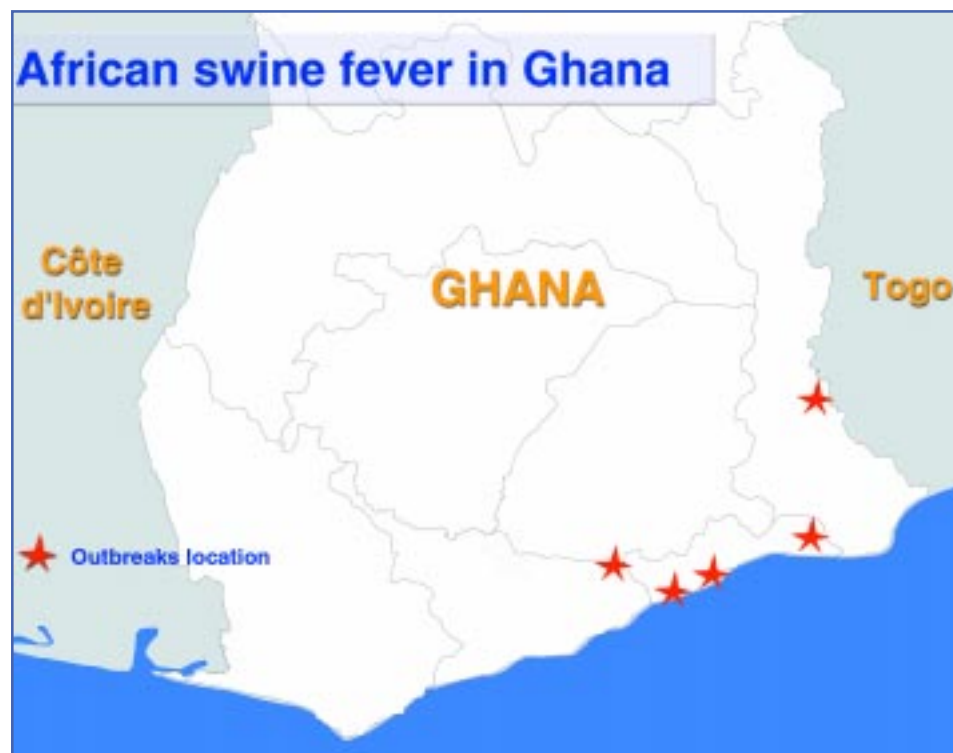 African swine fever in Ghana
Côte
d'Ivoire
GHANA
Togo
Outbreaks location